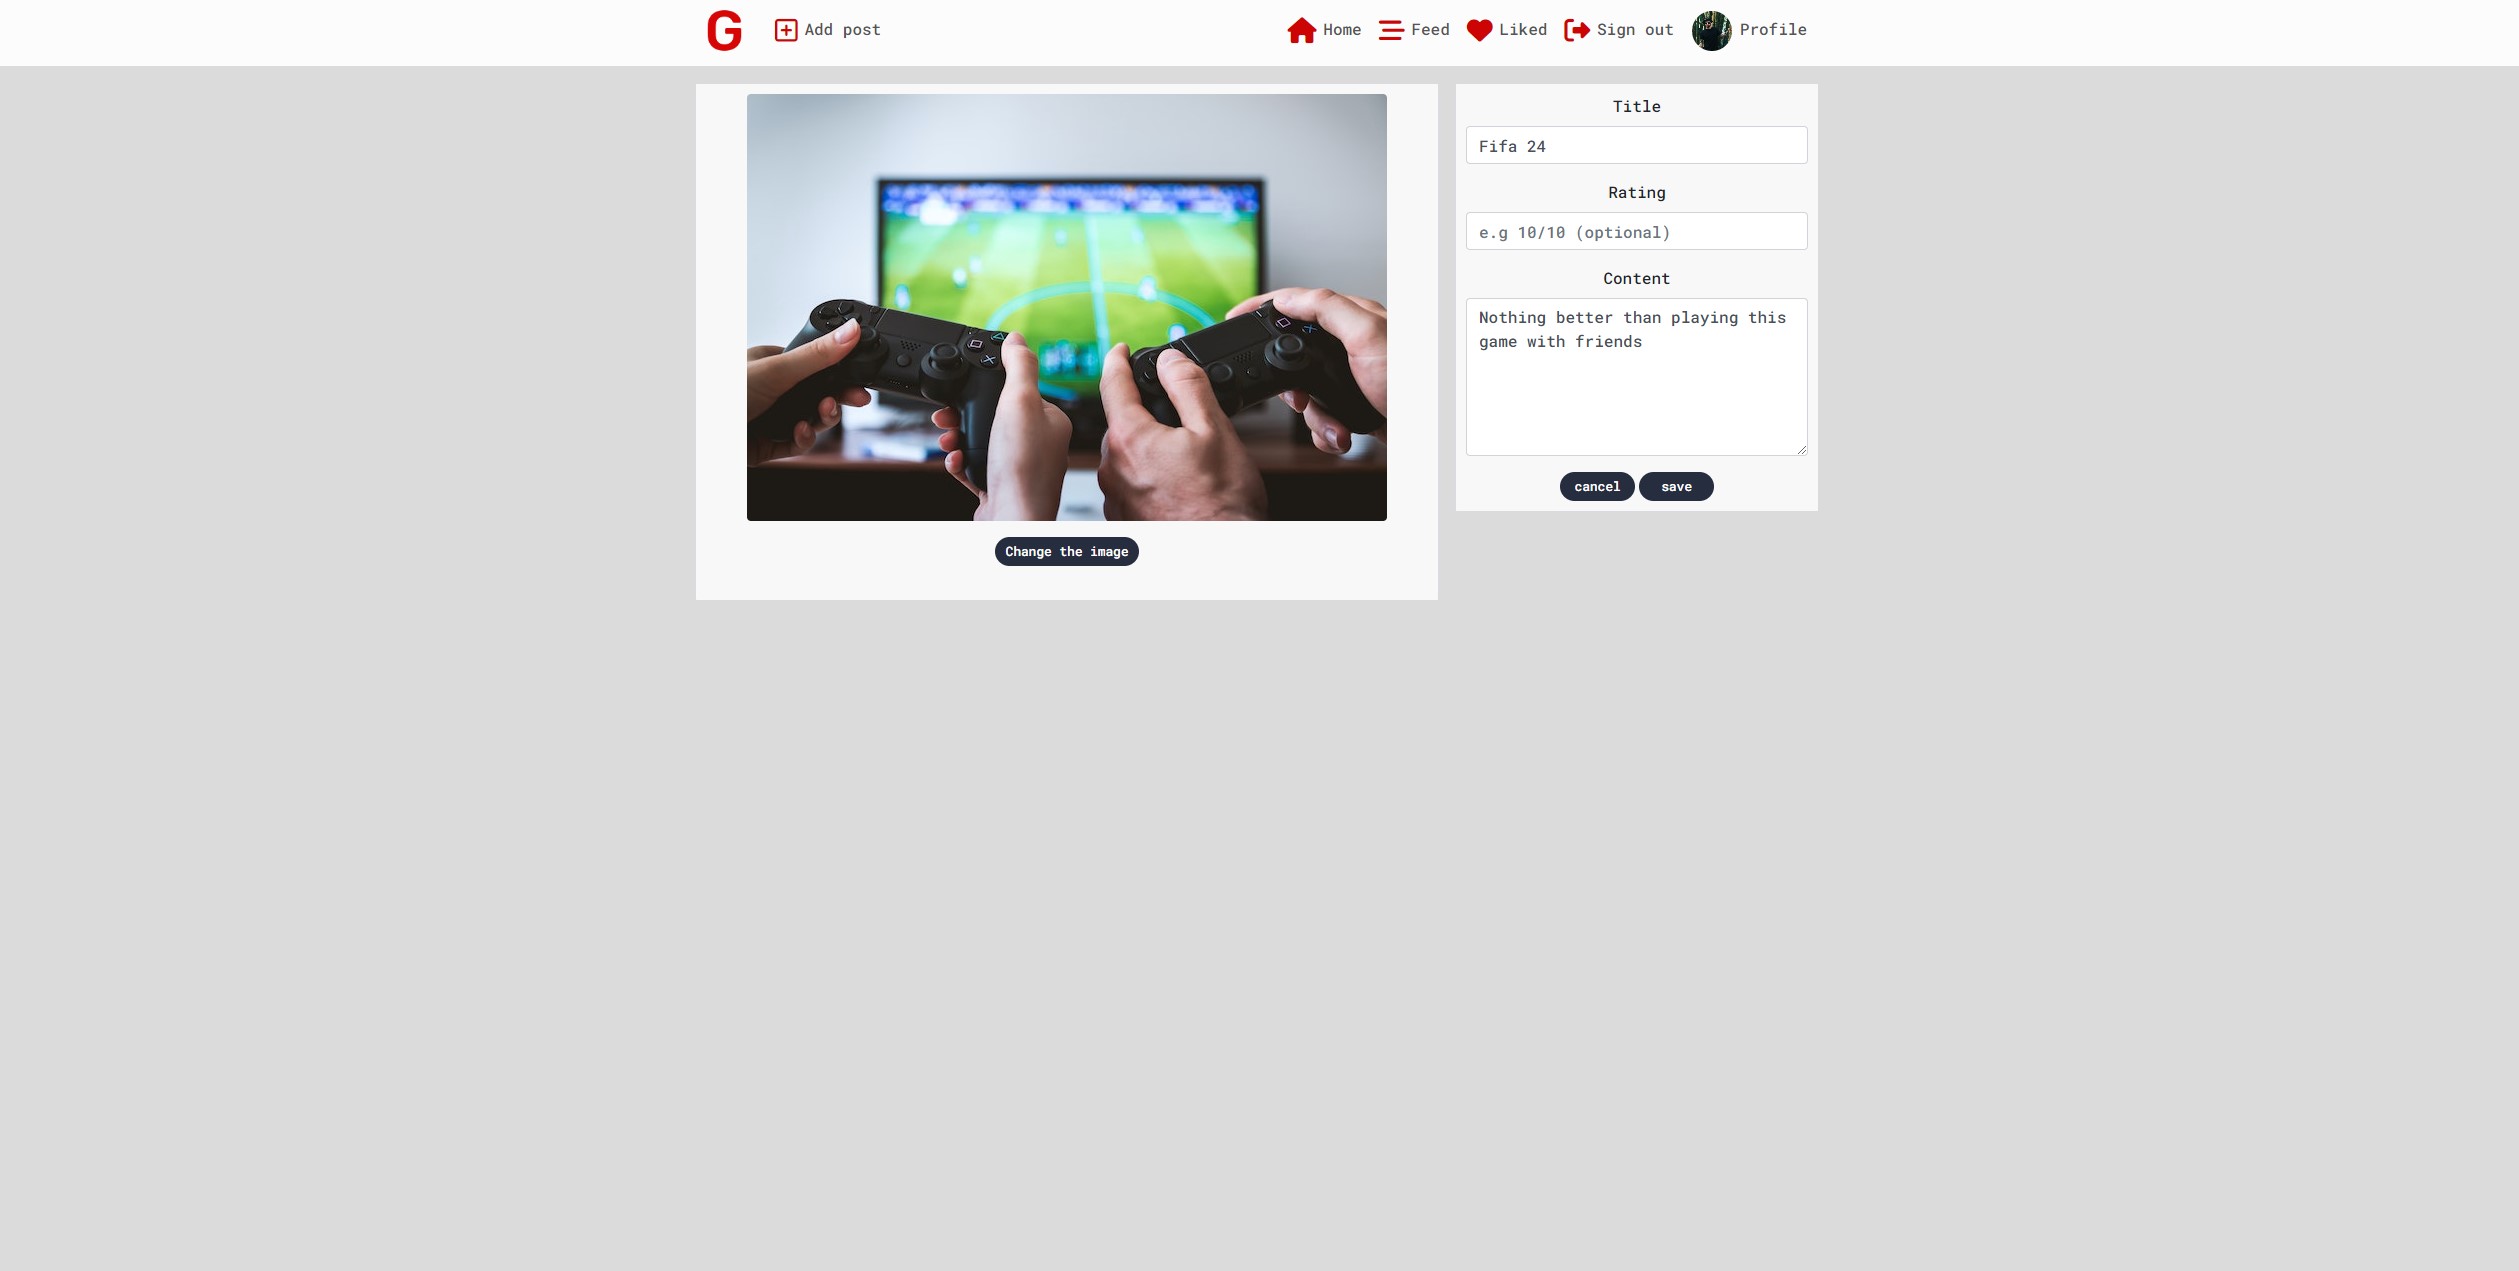 G
Add post
Home
Feed
Liked
Sign out
Profile
Title
Fifa 24
Rating
e.g 10/10 (optional)
Content
Nothing better than playing this
game with friends
cancel
save
Change the image